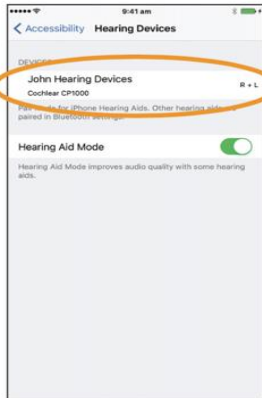 9:41 am
Accessibility Hearing Devices
DEVICES
John Hearing Devices
R + L
Cochlear CP1000
for iPhone Hearing Aids. Other hearing
paired in Bluetooth
Hearing Aid Mode
Hearing Aid Mode improves audio quality with some hearing
aids.